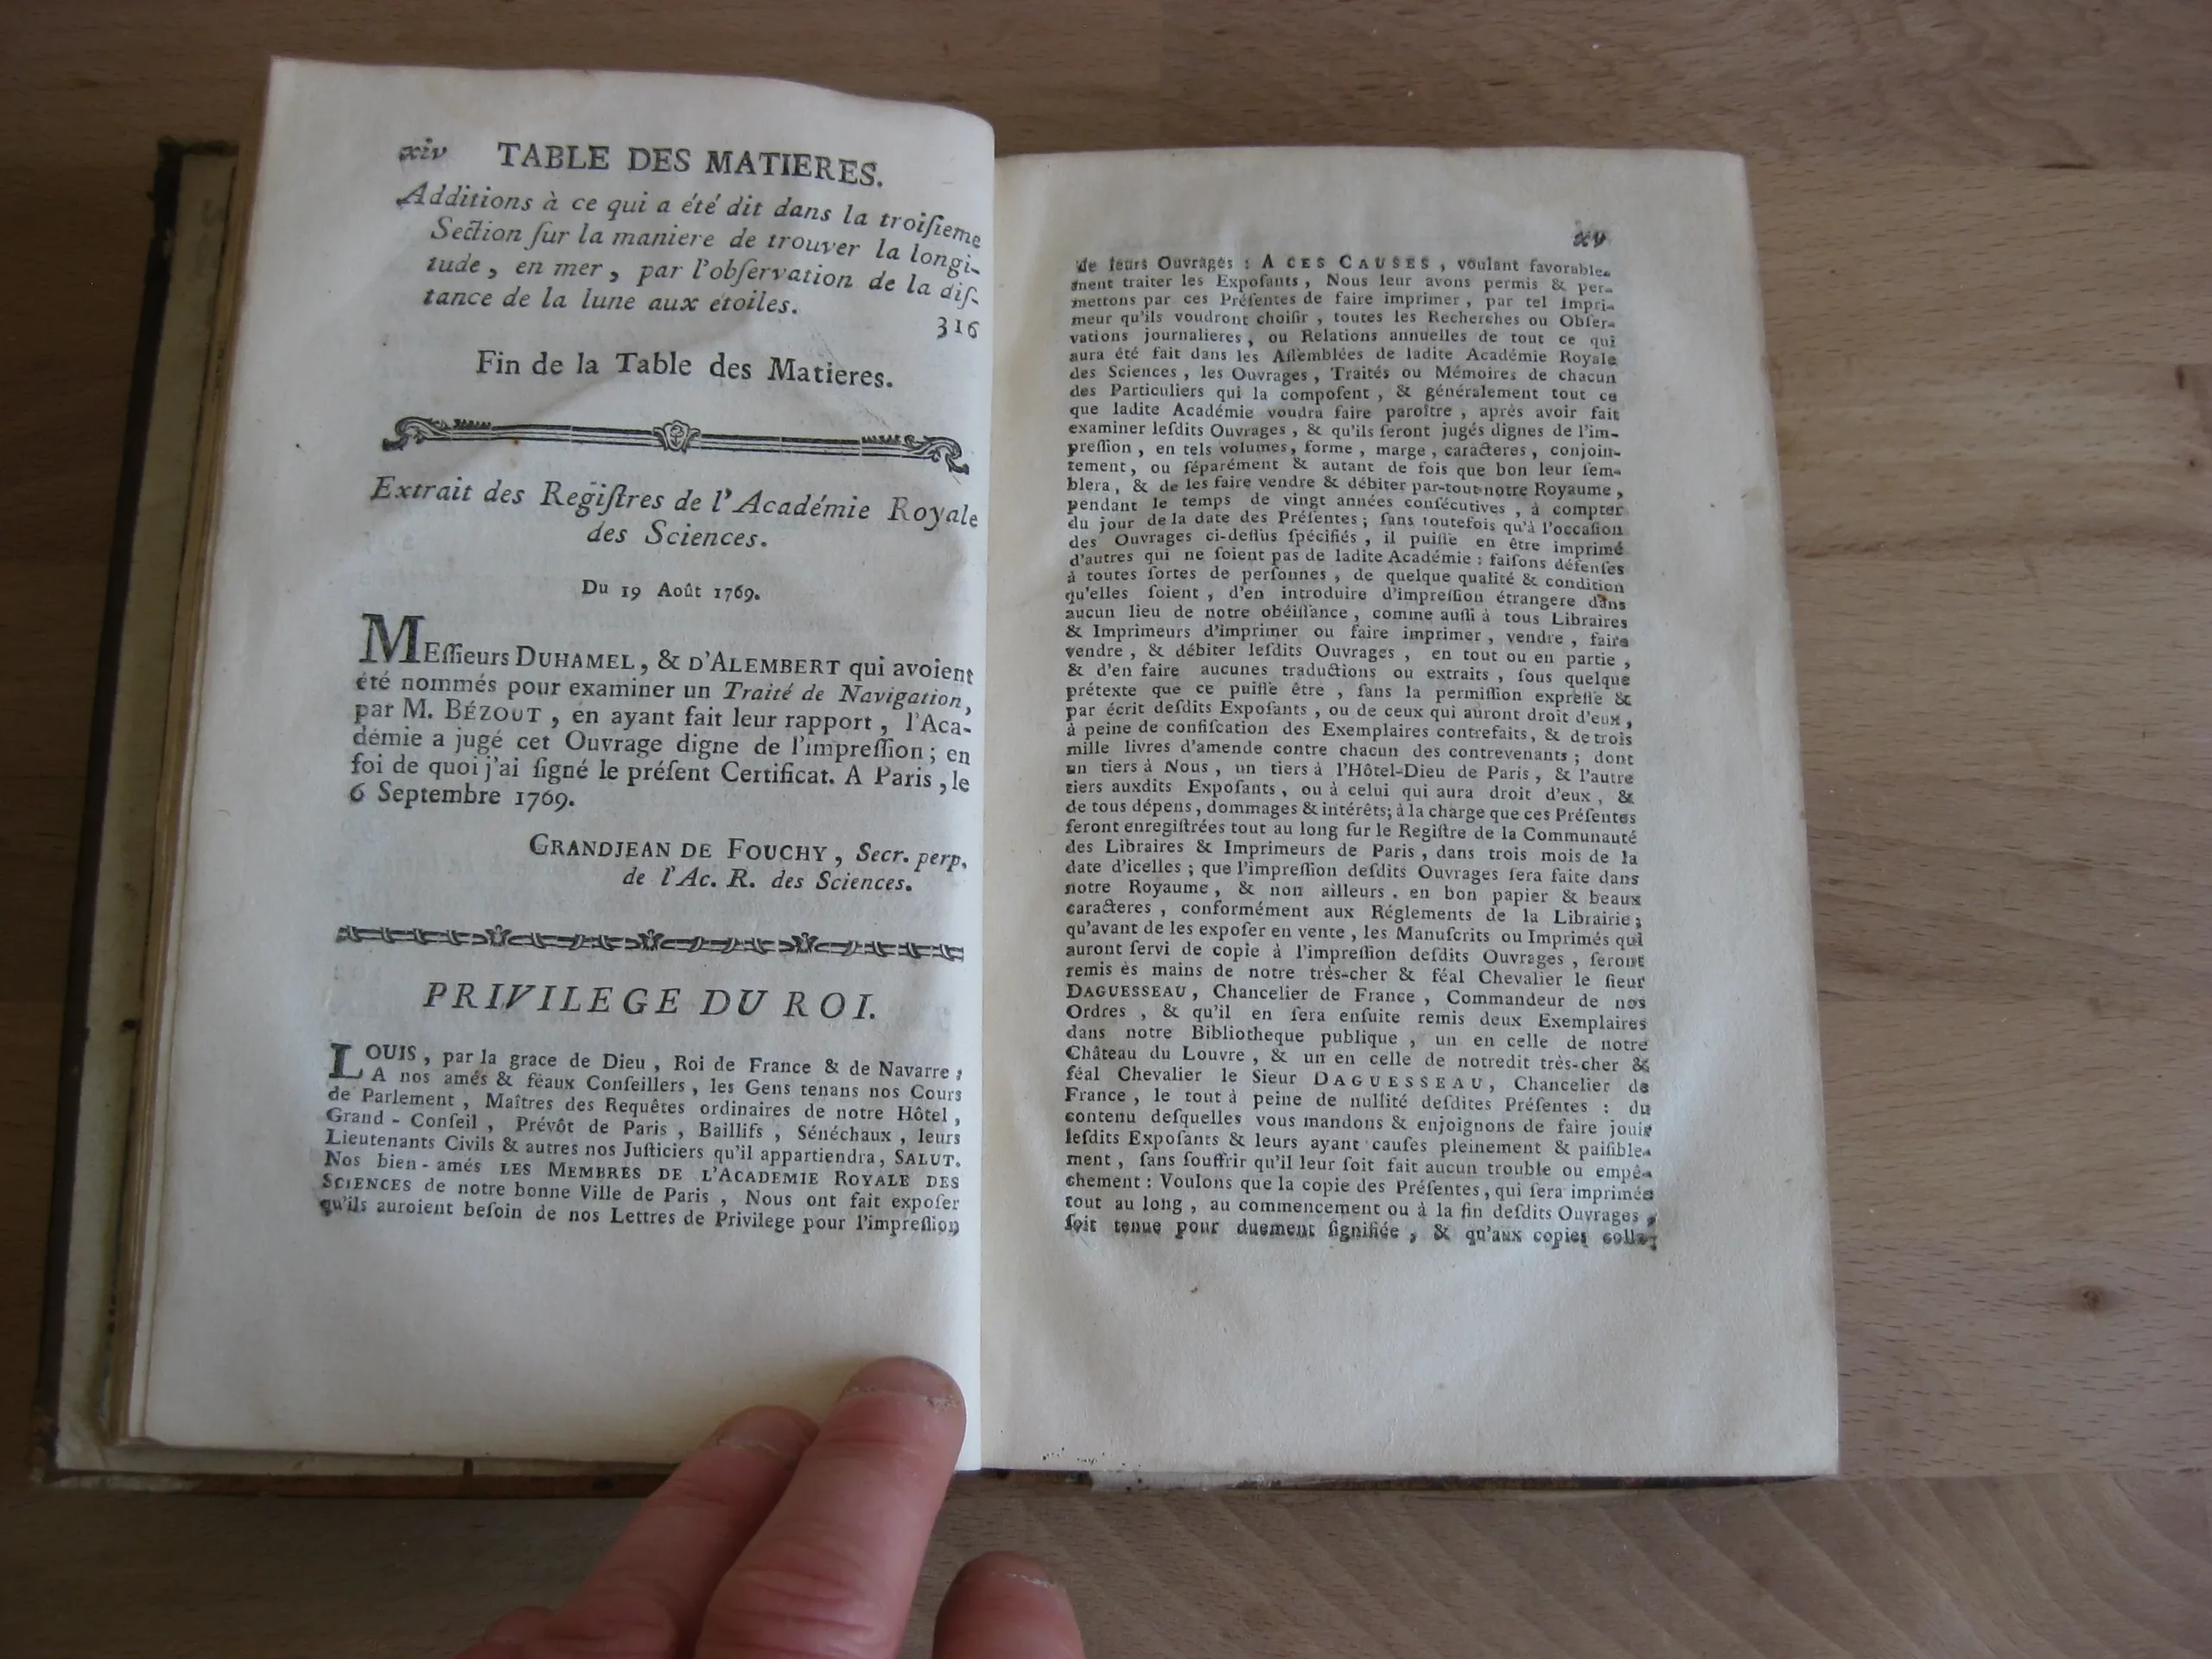 xiv TABLE DES MATIERES.
Additions à ce qui a été dit dans la troiſieme
Section ſur la maniere de trouver la longi-
tude, en mer, par l'obſervation de la diſ-
tance de la lune aux étoiles.
316
Fin de la Table des Matieres.
Extrait des Regiſtres de l'Académie Royale
des Sciences.
Du 19 Août 1769.
MEſſieurs DUHAMEL, & D'ALEMBERT qui avoient
été nommés pour examiner un Traité de Navigation,
par M. BÉZOUT, en ayant fait leur rapport, l'Aca-
démie a jugé cet Ouvrage digne de l'impreſſion; en
foi de quoi j'ai ſigné le préſent Certificat. A Paris, le
6 Septembre 1769.
GRANDJEAN DE FOUCHY, Secr. perp.
de l'Ac. R. des Sciences.
PRIVILEGE DU ROI.
LOUIS, par la grace de Dieu, Roi de France & de Navarre;
A nos amés & féaux Conſeillers, les Gens tenans nos Cours
de Parlement, Maîtres des Requêtes ordinaires de notre Hôtel,
Grand-Conſeil, Prévôt de Paris, Baillifs, Sénéchaux, leurs
Lieutenants Civils & autres nos Juſticiers qu'il appartiendra, SALUT.
Nos bien-amés LES MEMBRES DE L'ACADEMIE ROYALE DES
SCIENCES de notre bonne Ville de Paris, Nous ont fait expoſer
qu'ils auroient beſoin de nos Lettres de Privilege pour l'impreſſion
xv
de leurs Ouvrages : A CES CAUSES, voulant favorable-
ment traiter les Expoſants, Nous leur avons permis & per-
mettons par ces Préſentes de faire imprimer, par tel Impri-
meur qu'ils voudront choiſir, toutes les Recherches ou Obſer-
vations journalieres, ou Relations annuelles de tout ce qui
aura été fait dans les Aſſemblées de ladite Académie Royale
des Sciences, les Ouvrages, Traités ou Mémoires de chacun
des Particuliers qui la compoſent, & généralement tout ce
que ladite Académie voudra faire paroître, après avoir fait
examiner leſdits Ouvrages, & qu'ils ſeront jugés dignes de l'im-
preſſion, en tels volumes, forme, marge, caracteres, conjoin-
tement, ou ſéparément & autant de fois que bon leur ſem-
blera, & de les faire vendre & débiter par-tout notre Royaume,
pendant le temps de vingt années conſécutives, à compter
du jour de la date des Préſentes; ſans toutefois qu'à l'occaſion
des Ouvrages ci-deſſus ſpécifiés, il puiſſe en être imprimé
d'autres qui ne ſoient pas de ladite Académie : faiſons défenſes
à toutes ſortes de perſonnes, de quelque qualité & condition
qu'elles ſoient, d'en introduire d'impreſſion étrangere dans
aucun lieu de notre obéiſſance, comme auſſi à tous Libraires
& Imprimeurs d'imprimer ou faire imprimer, vendre, faire
vendre, & débiter leſdits Ouvrages, en tout ou en partie,
& d'en faire aucunes traductions ou extraits, ſous quelque
prétexte que ce puiſſe être, ſans la permiſſion expreſſe &
par écrit deſdits Expoſants, ou de ceux qui auront droit d'eux,
à peine de confiſcation des Exemplaires contrefaits, & de trois
mille livres d'amende contre chacun des contrevenants; dont
un tiers à Nous, un tiers à l'Hôtel-Dieu de Paris, & l'autre
tiers auxdits Expoſants, ou à celui qui aura droit d'eux, &
de tous dépens, dommages & intérêts; à la charge que ces Préſentes
ſeront enregiſtrées tout au long ſur le Regiſtre de la Communauté
des Libraires & Imprimeurs de Paris, dans trois mois de la
date d'icelles; que l'impreſſion deſdits Ouvrages ſera faite dans
notre Royaume, & non ailleurs. en bon papier & beaux
caracteres, conformément aux Réglements de la Librairie;
qu'avant de les expoſer en vente, les Manuſcrits ou Imprimés qui
auront ſervi de copie à l'impreſſion deſdits Ouvrages, ſeront
remis ès mains de notre très-cher & féal Chevalier le ſieur
DAGUESSEAU, Chancelier de France, Commandeur de nos
Ordres, & qu'il en ſera enſuite remis deux Exemplaires
dans notre Bibliotheque publique, un en celle de notre
Château du Louvre, & un en celle de notredit très-cher &
féal Chevalier le Sieur DAGUESSEAU, Chancelier de
France, le tout à peine de nullité deſdites Préſentes : du
contenu deſquelles vous mandons & enjoignons de faire jouir
leſdits Expoſants & leurs ayant cauſes pleinement & paiſible-
ment, ſans ſouffrir qu'il leur ſoit fait aucun trouble ou empê-
chement : Voulons que la copie des Préſentes, qui ſera imprimée
tout au long, au commencement ou à la fin deſdits Ouvrages,
ſoit tenue pour duement ſignifiée, & qu'aux copies colla-